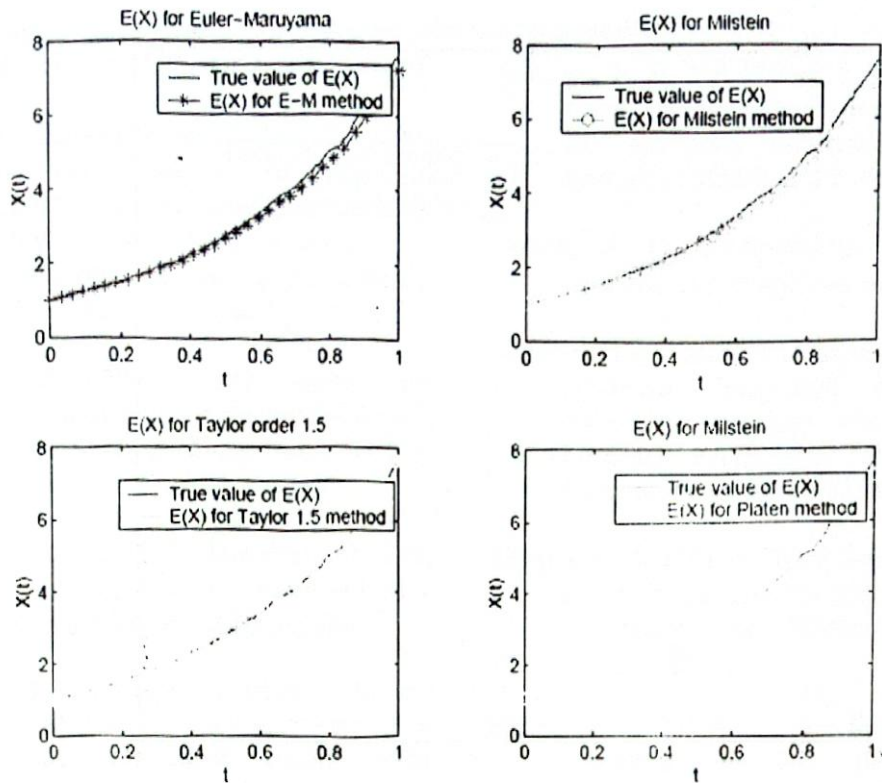 E(X) for Euler-Maruyama
8
6
4
2
0
X(t)
True value of E(X)
E(X) for E-M method
0
0.2
0.4
0.6
0.8
1
t
E(X) for Milstein
8
6
4
2
0
X(t)
True value of E(X)
E(X) for Milstein method
0
0.2
0.4
0.6
0.8
1
t
E(X) for Taylor order 1.5
8
6
4
2
0
X(t)
True value of E(X)
E(X) for Taylor 1.5 method
0
0.2
0.4
0.6
0.8
1
t
E(X) for Milstein
8
6
4
2
0
X(t)
True value of E(X)
E(X) for Platen method
0
0.2
0.4
0.6
0.8
1
t